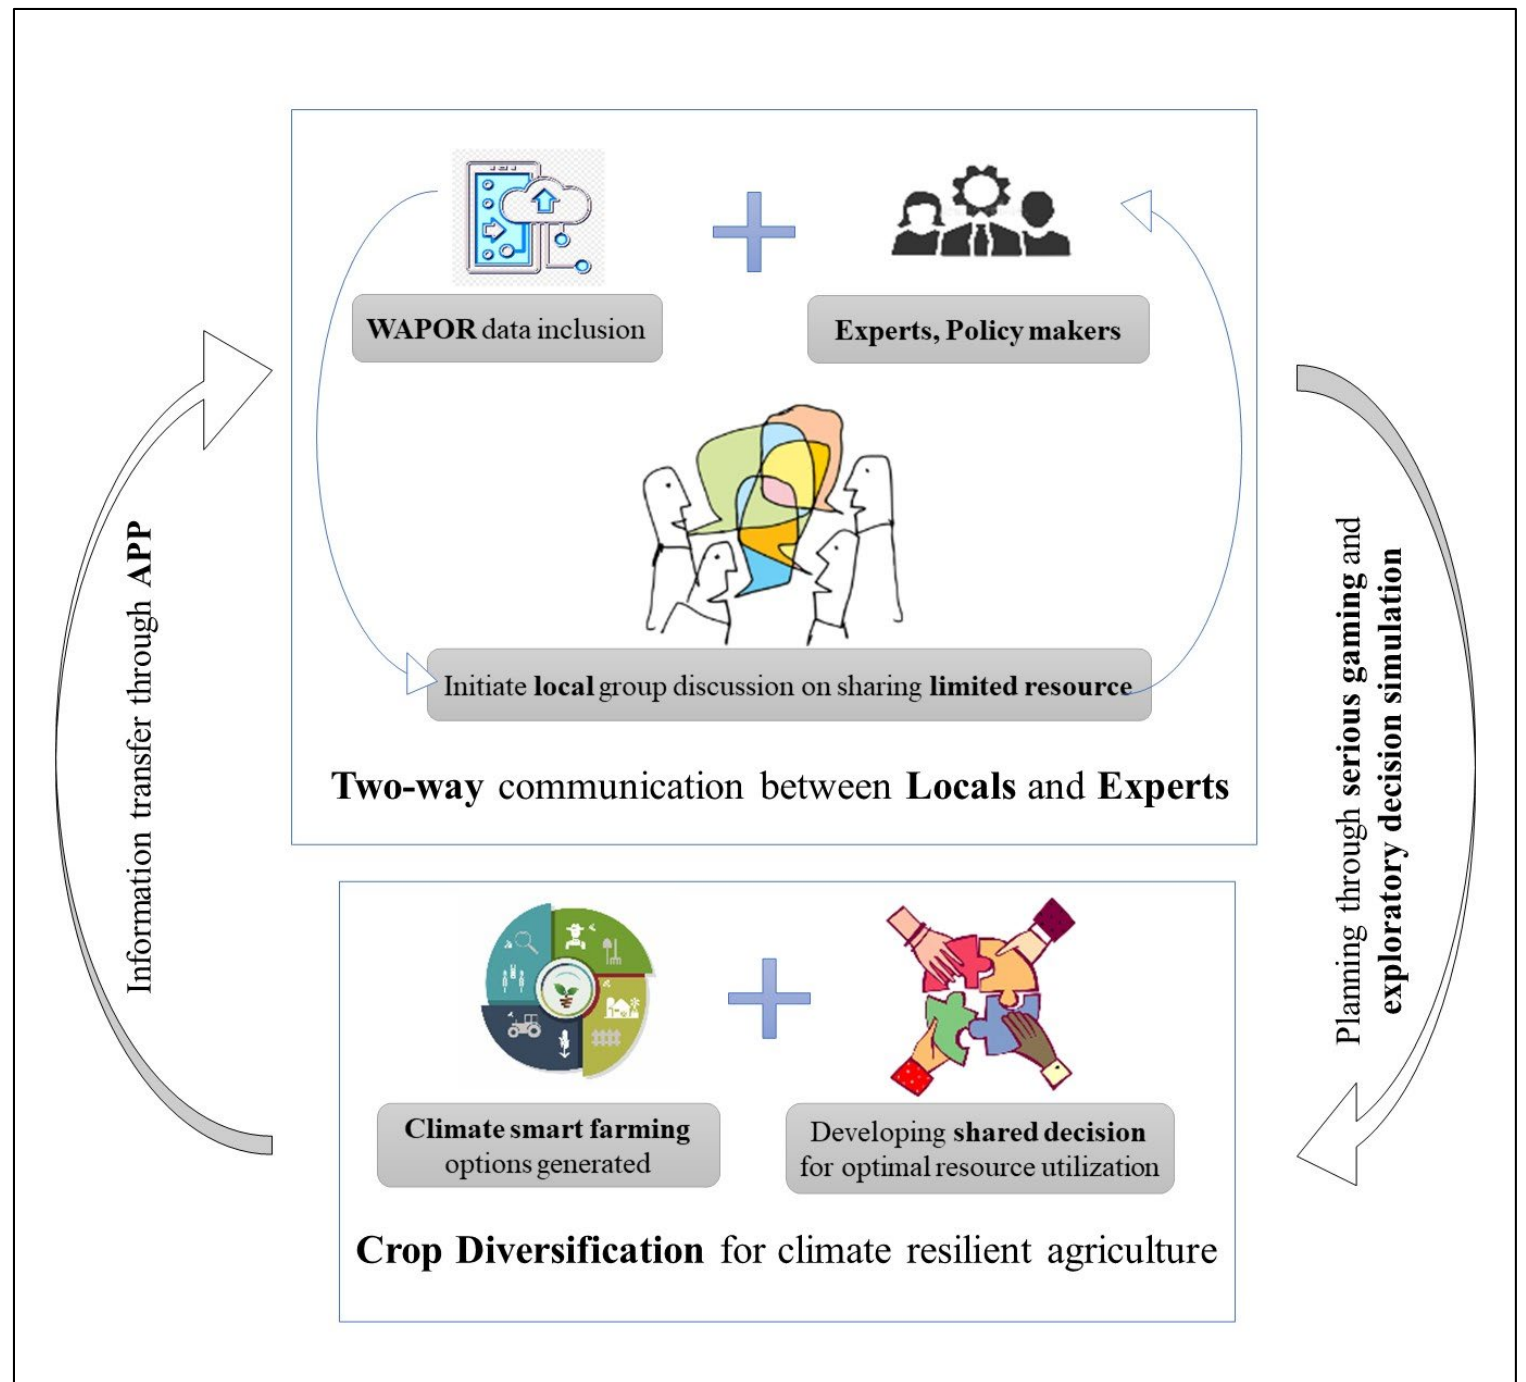 WAPOR data inclusion
Experts, Policy makers
Initiate local group discussion on sharing limited resource
Two-way communication between Locals and Experts
Information transfer through APP
Planning through serious gaming and
exploratory decision simulation
Climate smart farming
options generated
Developing shared decision
for optimal resource utilization
Crop Diversification for climate resilient agriculture